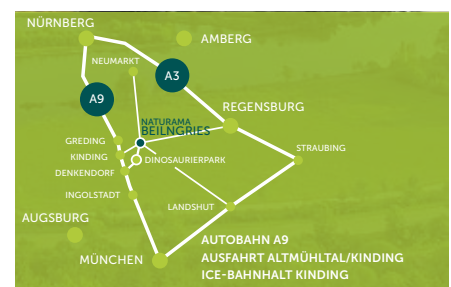 NÜRNBERG
AMBERG
NEUMARKT
A3
A9
REGENSBURG
NATURAMA
BEILNGRIES
GREDING
KINDING
DINOSAURIERPARK
STRAUBING
DENKENDORF
INGOLSTADT
LANDSHUT
AUGSBURG
MÜNCHEN
AUTOBAHN A9
AUSFAHRT ALTMÜHLTAL/KINDING
ICE-BAHNHALT KINDING